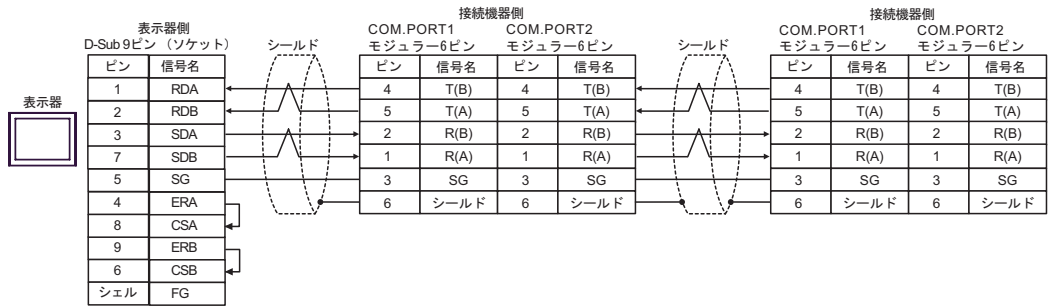 表示器
表示器側
D-Sub 9ピン （ソケット）
ピン 信号名
1 RDA
2 RDB
3 SDA
7 SDB
5 SG
4 ERA
8 CSA
9 ERB
6 CSB
シェル FG
シールド
接続機器側
COM.PORT1 COM.PORT2
モジュラー6ピン モジュラー6ピン
ピン 信号名 ピン 信号名
4 T(B) 4 T(B)
5 T(A) 5 T(A)
2 R(B) 2 R(B)
1 R(A) 1 R(A)
3 SG 3 SG
6 シールド 6 シールド
シールド
接続機器側
COM.PORT1 COM.PORT2
モジュラー6ピン モジュラー6ピン
ピン 信号名 ピン 信号名
4 T(B) 4 T(B)
5 T(A) 5 T(A)
2 R(B) 2 R(B)
1 R(A) 1 R(A)
3 SG 3 SG
6 シールド 6 シールド